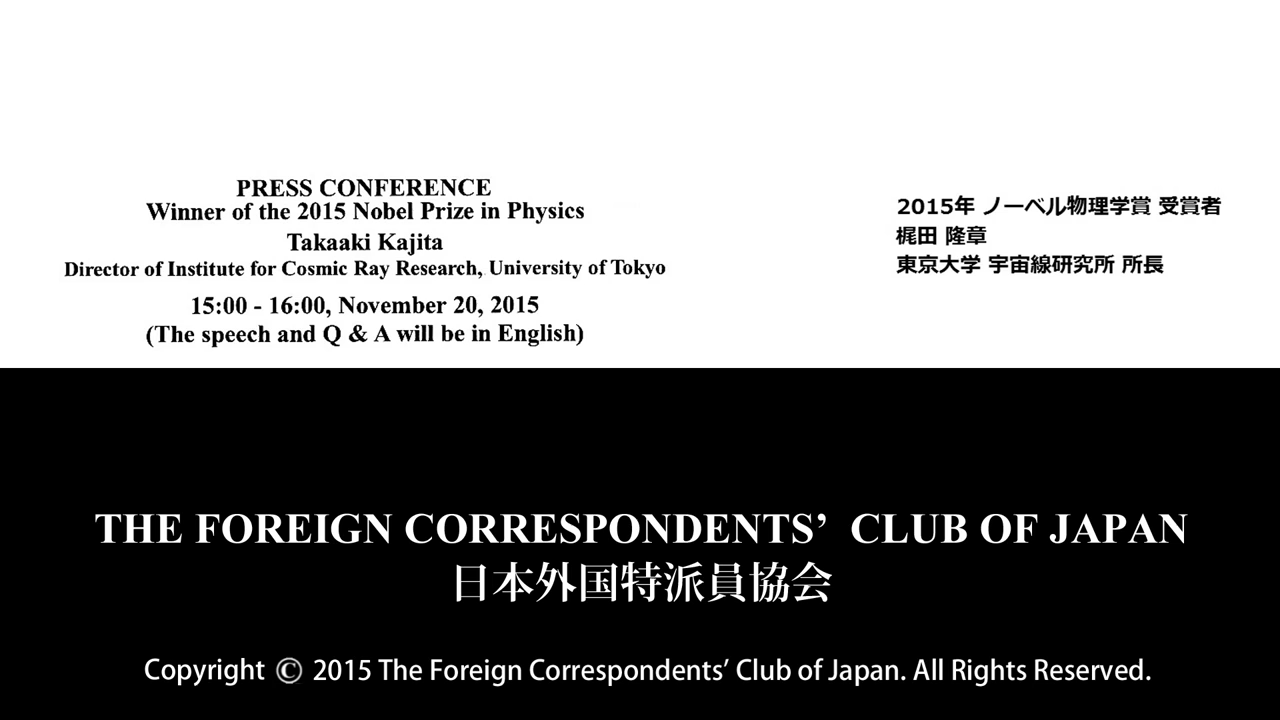 PRESS CONFERENCE
Winner of the 2015 Nobel Prize in Physics
Takaaki Kajita
Director of Institute for Cosmic Ray Research, University of Tokyo
15:00 - 16:00, November 20, 2015
(The speech and Q & A will be in English)
2015年 ノーベル物理学賞 受賞者
梶田 隆章
東京大学 宇宙線研究所 所長
THE FOREIGN CORRESPONDENTS’ CLUB OF JAPAN
日本外国特派員協会
Copyright © 2015 The Foreign Correspondents’ Club of Japan. All Rights Reserved.